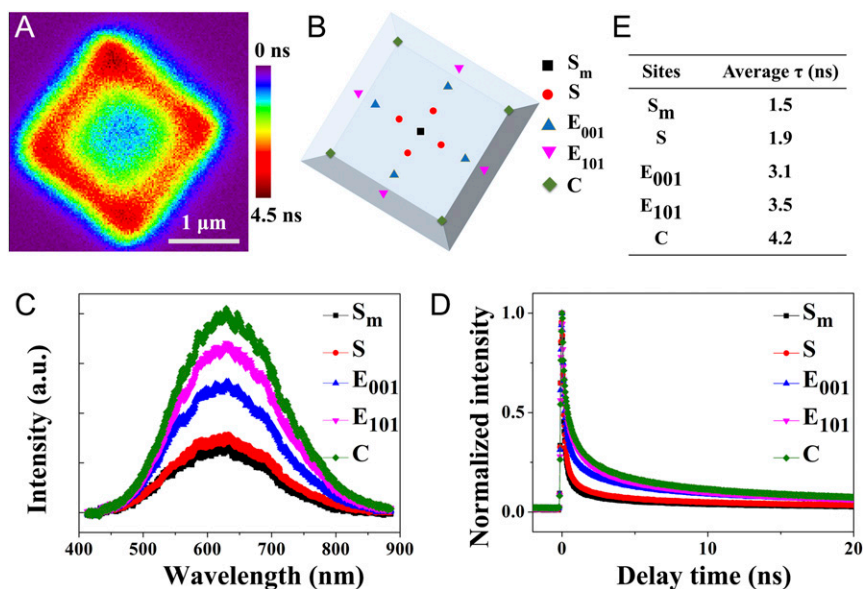 A
0 ns
4.5 ns
1 μm
B
Sm
S
E001
E101
C
E
Sites Average τ (ns)
Sm 1.5
S 1.9
E001 3.1
E101 3.5
C 4.2
C
Intensity (a.u.)
Sm
S
E001
E101
C
400 500 600 700 800 900
Wavelength (nm)
D
Normalized intensity
1.0
0.5
0.0
Sm
S
E001
E101
C
0 10 20
Delay time (ns)